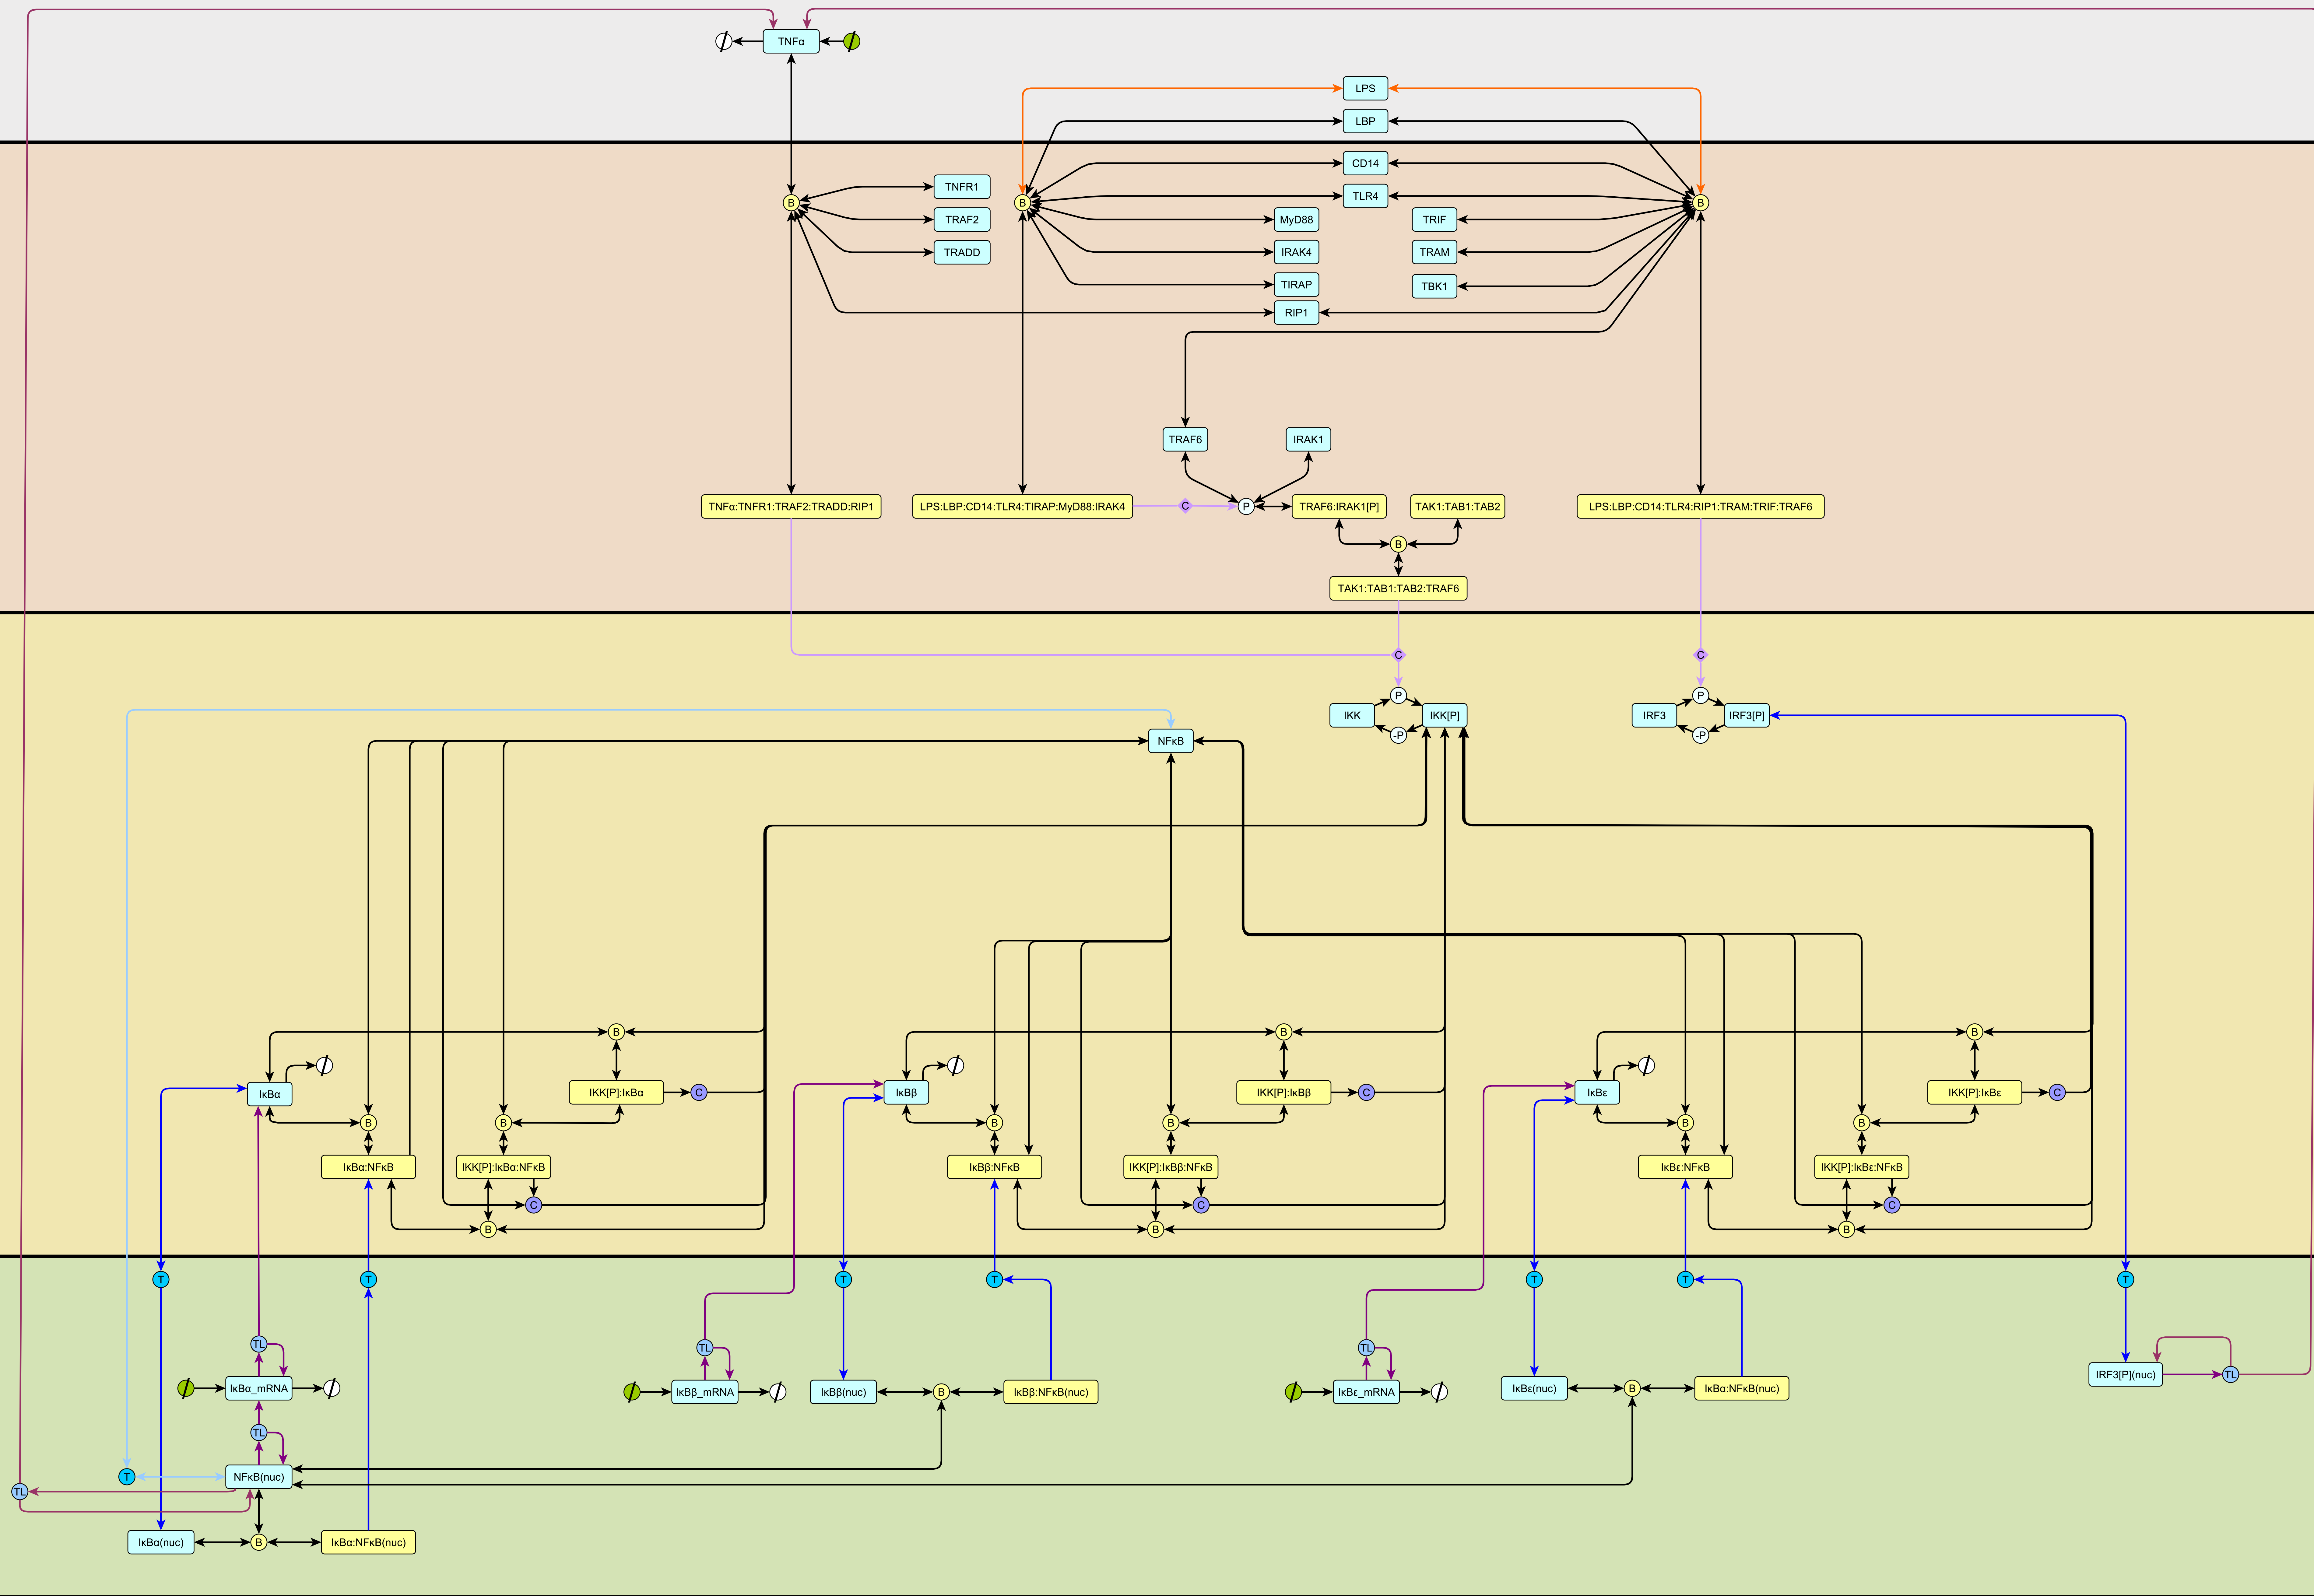 TNFα
LPS
LBP
CD14
TNFR1
TLR4
B
B
B
TRAF2
MyD88
TRIF
TRADD
IRAK4
TRAM
TIRAP
TBK1
RIP1
TRAF6
IRAK1
TNFα:TNFR1:TRAF2:TRADD:RIP1
LPS:LBP:CD14:TLR4:TIRAP:MyD88:IRAK4
C
P
TRAF6:IRAK1[P]
TAK1:TAB1:TAB2
LPS:LBP:CD14:TLR4:RIP1:TRAM:TRIF:TRAF6
B
TAK1:TAB1:TAB2:TRAF6
C
C
P
P
IKK
IKK[P]
IRF3
IRF3[P]
-P
-P
NFκB
B
B
B
IκBα
IKK[P]:IκBα
C
IκBβ
IKK[P]:IκBβ
C
IκBε
IKK[P]:IκBε
C
B
B
B
B
B
B
IκBα:NFκB
IKK[P]:IκBα:NFκB
IκBβ:NFκB
IKK[P]:IκBβ:NFκB
IκBε:NFκB
IKK[P]:IκBε:NFκB
C
C
C
B
B
B
T
T
T
T
T
T
T
TL
TL
TL
IRF3[P](nuc)
TL
IκBα_mRNA
IκBβ_mRNA
IκBβ(nuc)
B
IκBβ:NFκB(nuc)
IκBε_mRNA
IκBε(nuc)
B
IκBα:NFκB(nuc)
TL
T
NFκB(nuc)
TL
IκBα(nuc)
B
IκBα:NFκB(nuc)